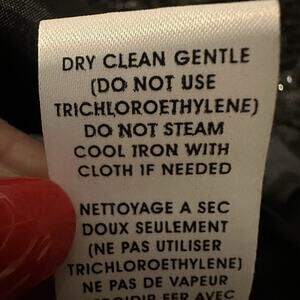 DRY CLEAN GENTLE
(DO NOT USE
TRICHLOROETHYLENE)
DO NOT STEAM
COOL IRON WITH
CLOTH IF NEEDED
NETTOYAGE A SEC
DOUX SEULEMENT
(NE PAS UTILISER
TRICHLOROETHYLENE)
NE PAS DE VAPEUR
FER AVEC